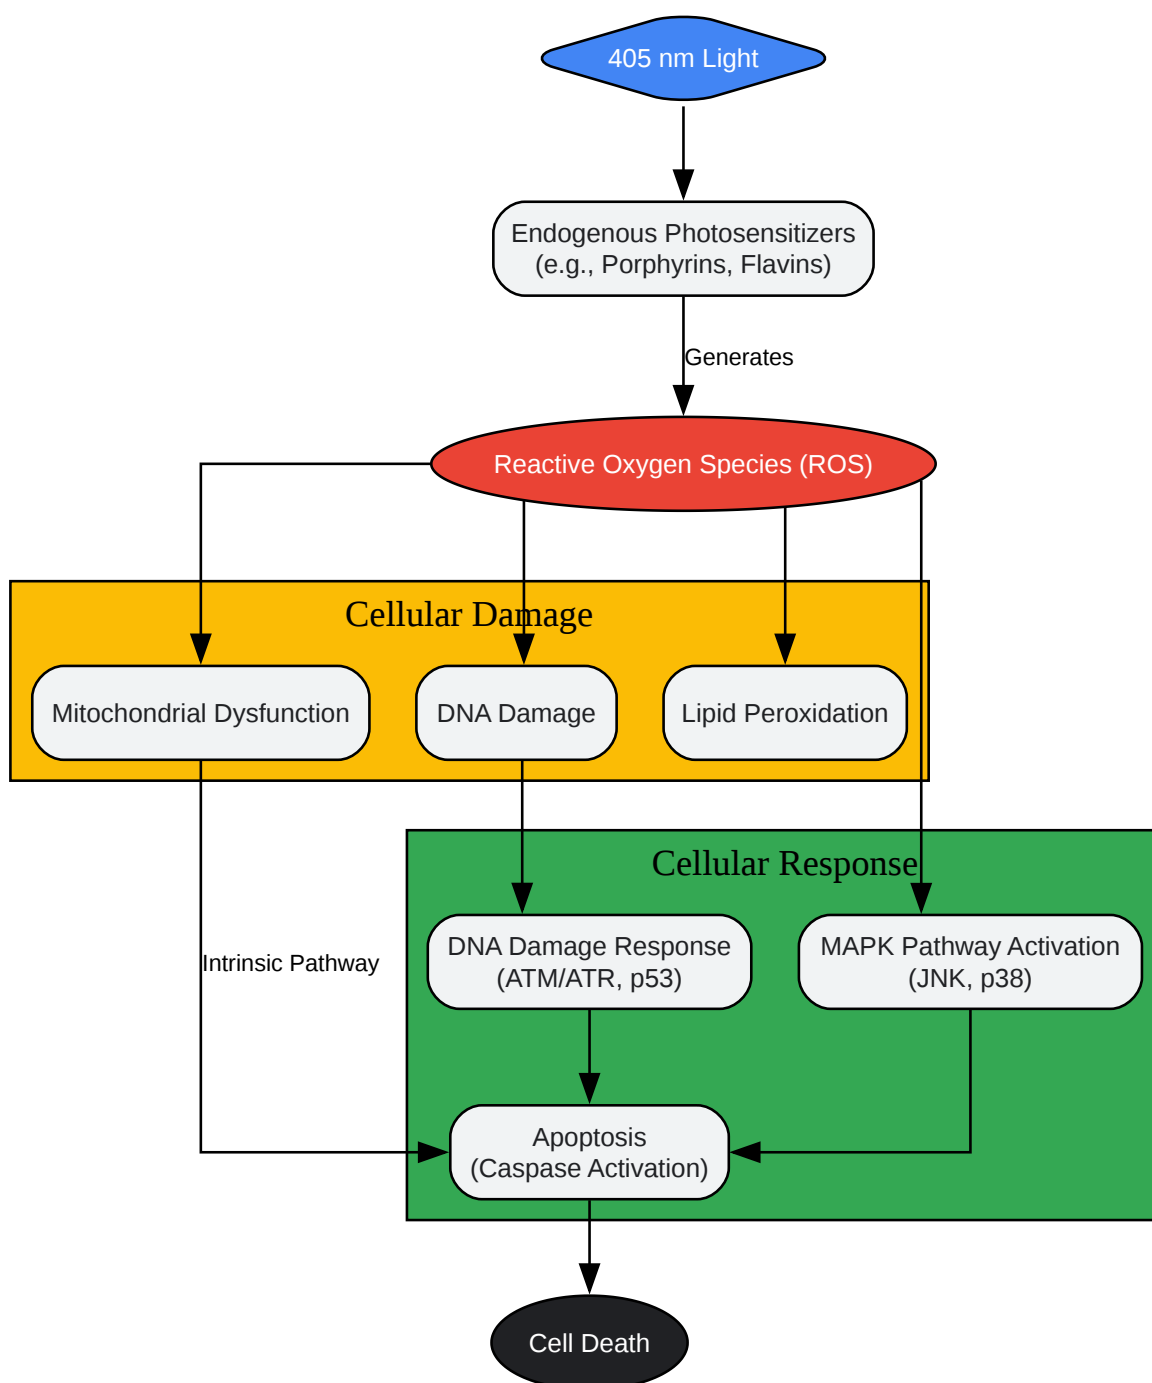 405 nm Light
Endogenous Photosensitizers
(e.g., Porphyrins, Flavins)
Generates
Reactive Oxygen Species (ROS)
Cellular Damage
Mitochondrial Dysfunction
DNA Damage
Lipid Peroxidation
Cellular Response
DNA Damage Response
(ATM/ATR, p53)
MAPK Pathway Activation
(JNK, p38)
Intrinsic Pathway
Apoptosis
(Caspase Activation)
Cell Death